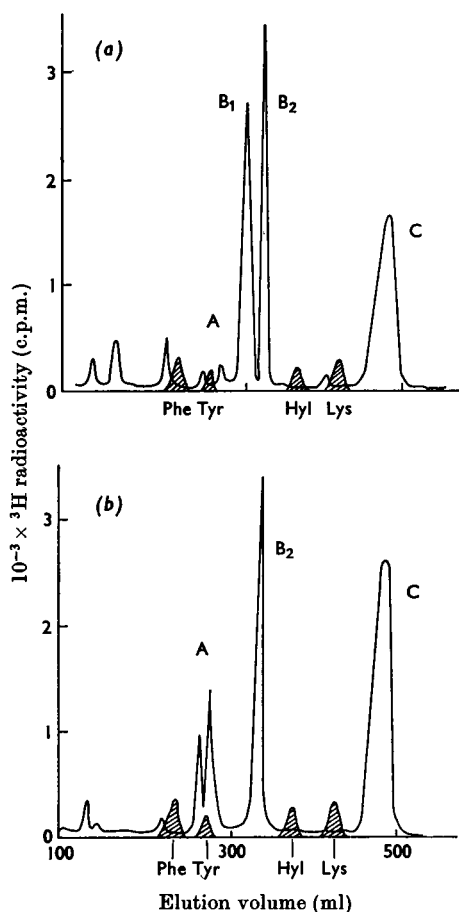 (a)
3
B1 B2
2
C
1
A
0
Phe Tyr Hyl Lys
10−3 × 3H radioactivity (c.p.m.)
(b)
3
B2
C
2
A
1
0
100 300 500
Phe Tyr Hyl Lys
Elution volume (ml)